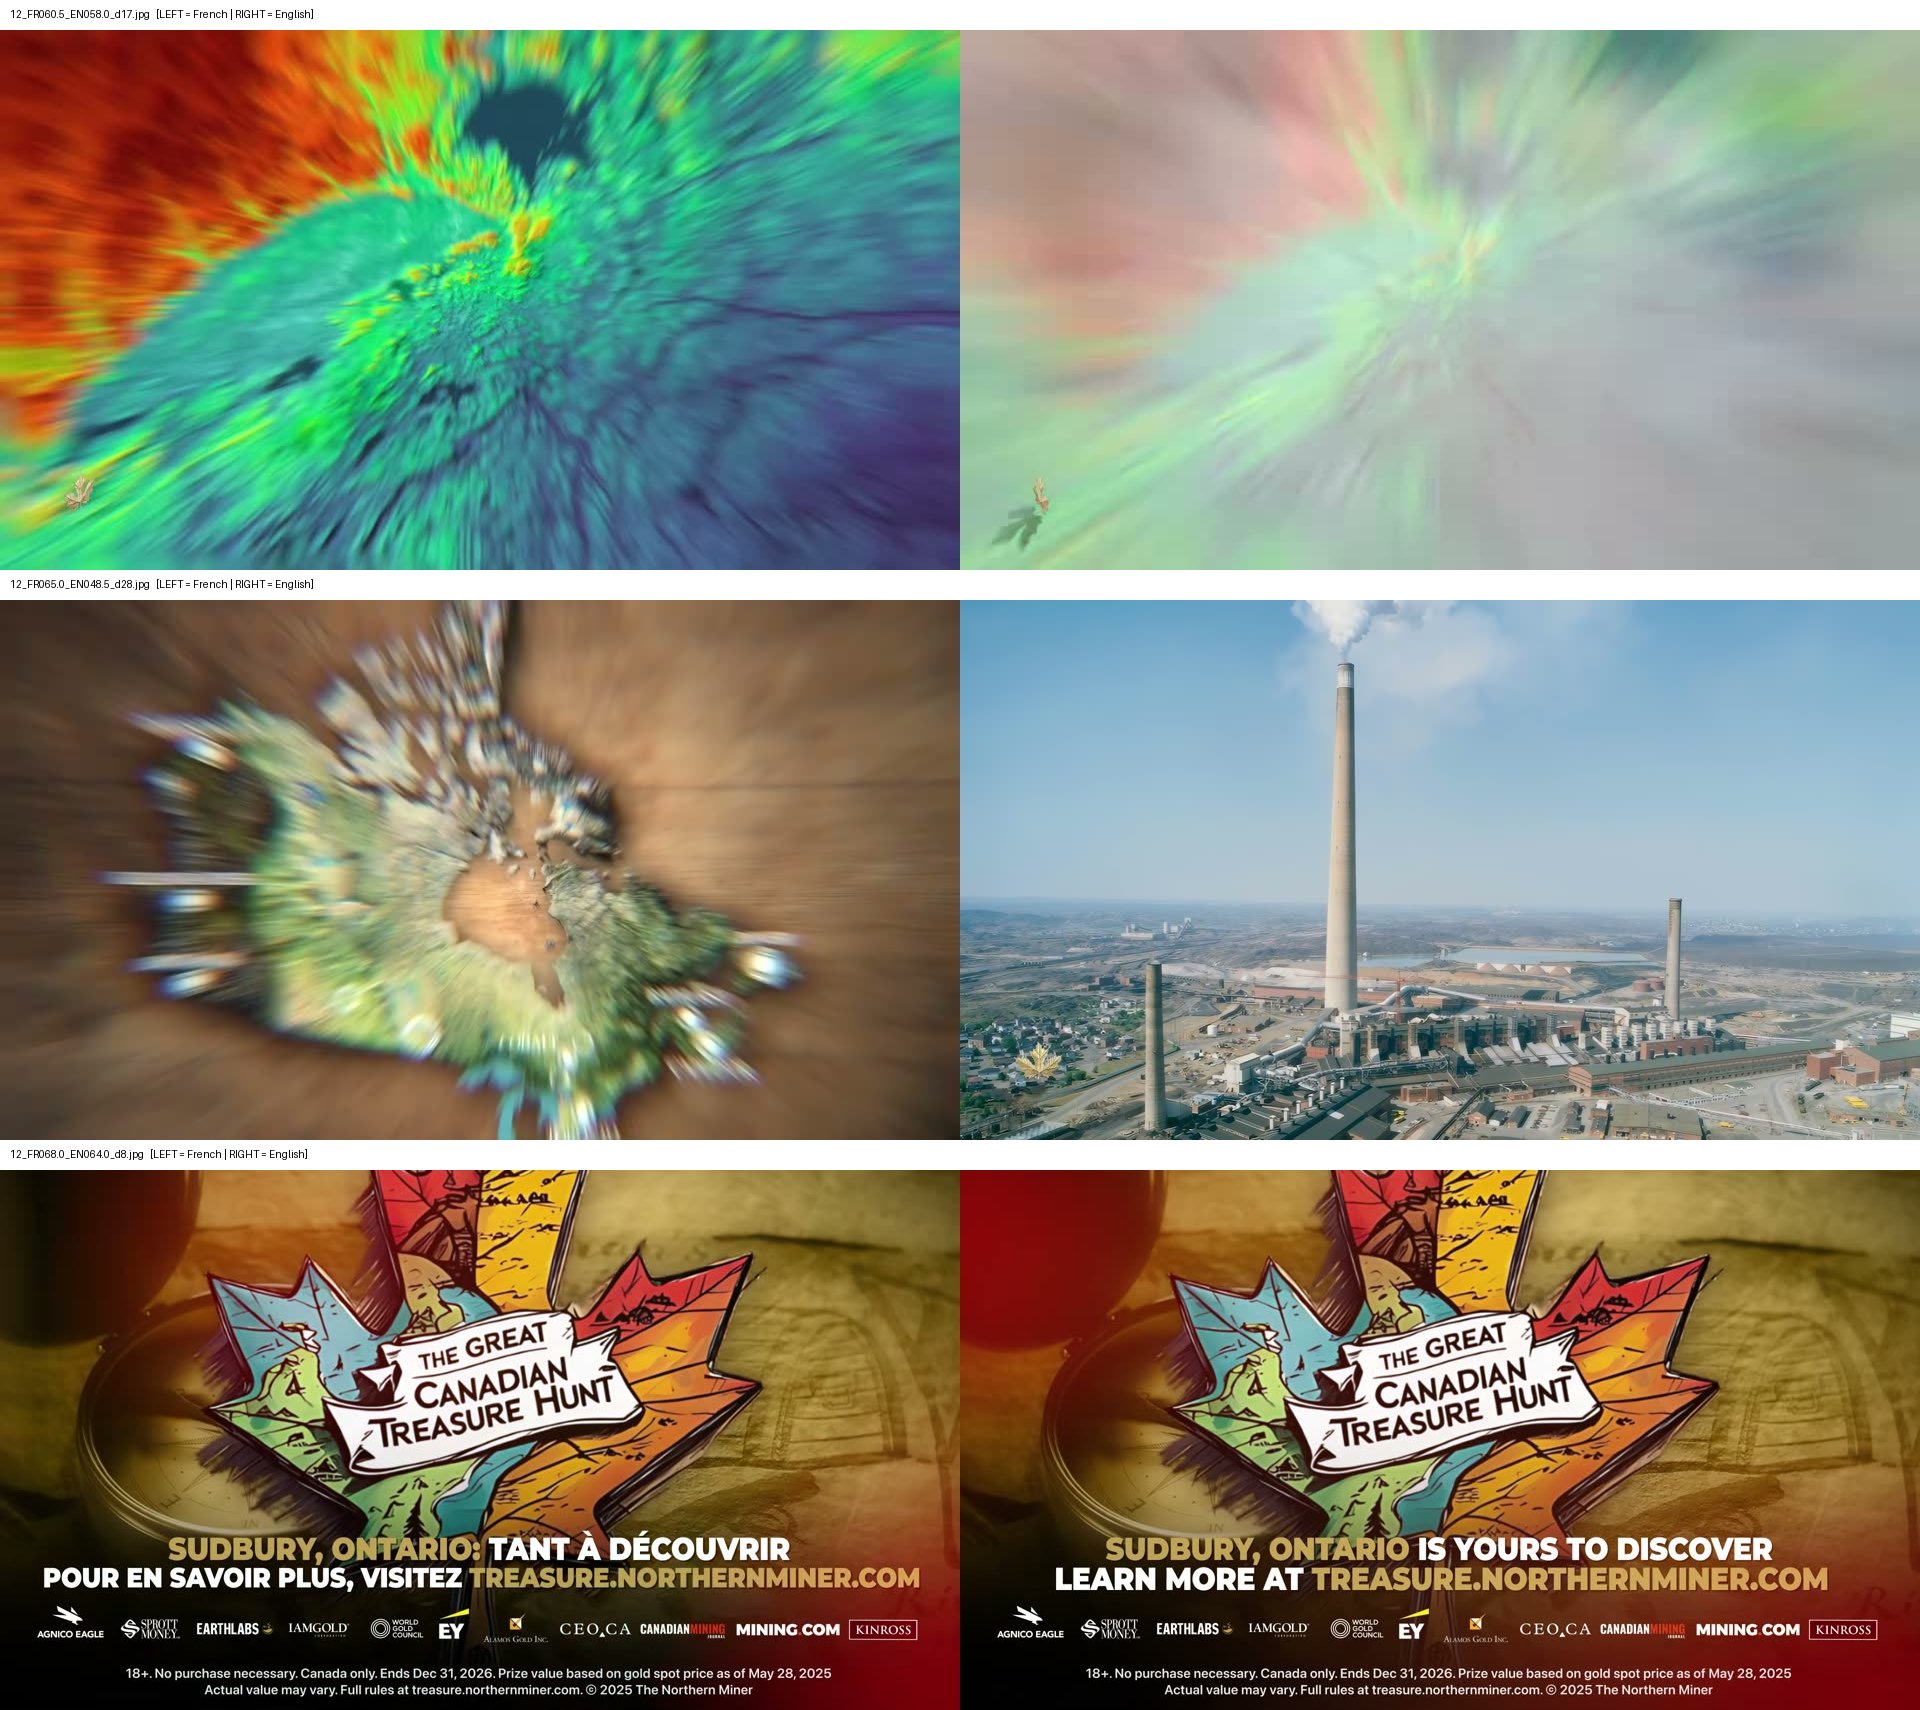 12_FR060.5_EN058.0_d17.jpg [LEFT = French | RIGHT = English]
12_FR065.0_EN048.5_d28.jpg [LEFT = French | RIGHT = English]
12_FR068.0_EN064.0_d8.jpg [LEFT = French | RIGHT = English]
THE GREAT
CANADIAN
TREASURE HUNT
SUDBURY, ONTARIO: TANT À DÉCOUVRIR
POUR EN SAVOIR PLUS, VISITEZ TREASURE.NORTHERNMINER.COM
AGNICO EAGLE SPROTT MONEY EARTHLABS IAMGOLD CORPORATION WORLD GOLD COUNCIL EY ALAMOS GOLD INC. CEO.CA CANADIAN MINING JOURNAL MINING.COM KINROSS
18+. No purchase necessary. Canada only. Ends Dec 31, 2026. Prize value based on gold spot price as of May 28, 2025
Actual value may vary. Full rules at treasure.northernminer.com. © 2025 The Northern Miner
THE GREAT
CANADIAN
TREASURE HUNT
SUDBURY, ONTARIO IS YOURS TO DISCOVER
LEARN MORE AT TREASURE.NORTHERNMINER.COM
AGNICO EAGLE SPROTT MONEY EARTHLABS IAMGOLD CORPORATION WORLD GOLD COUNCIL EY ALAMOS GOLD INC. CEO.CA CANADIAN MINING JOURNAL MINING.COM KINROSS
18+. No purchase necessary. Canada only. Ends Dec 31, 2026. Prize value based on gold spot price as of May 28, 2025
Actual value may vary. Full rules at treasure.northernminer.com. © 2025 The Northern Miner